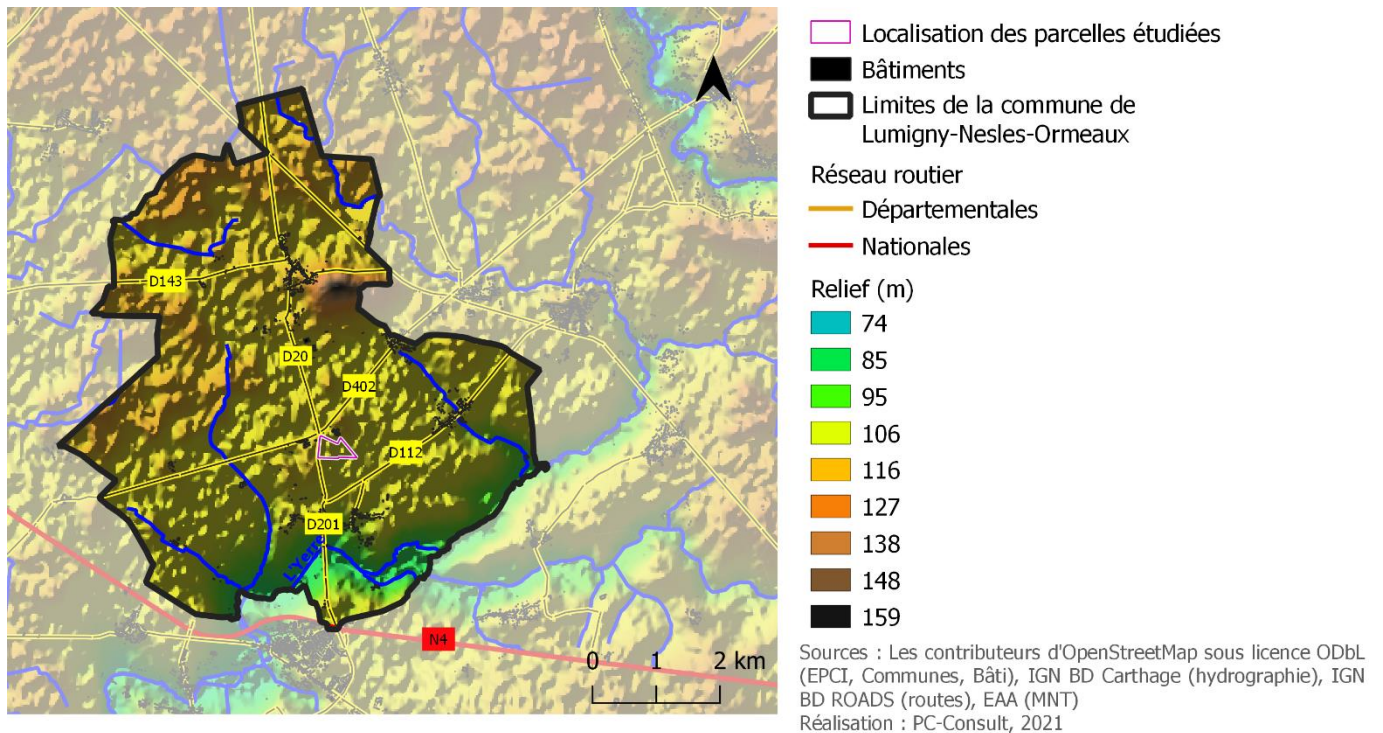 Localisation des parcelles étudiées
Bâtiments
Limites de la commune de
Lumigny-Nesles-Ormeaux
Réseau routier
Départementales
Nationales
Relief (m)
74
85
95
106
116
127
138
148
159
Sources : Les contributeurs d'OpenStreetMap sous licence ODbL
(EPCI, Communes, Bâti), IGN BD Carthage (hydrographie), IGN
BD ROADS (routes), EAA (MNT)
Réalisation : PC-Consult, 2021
D143
D20
D402
D112
D201
L'Yerres
N4
0 1 2 km